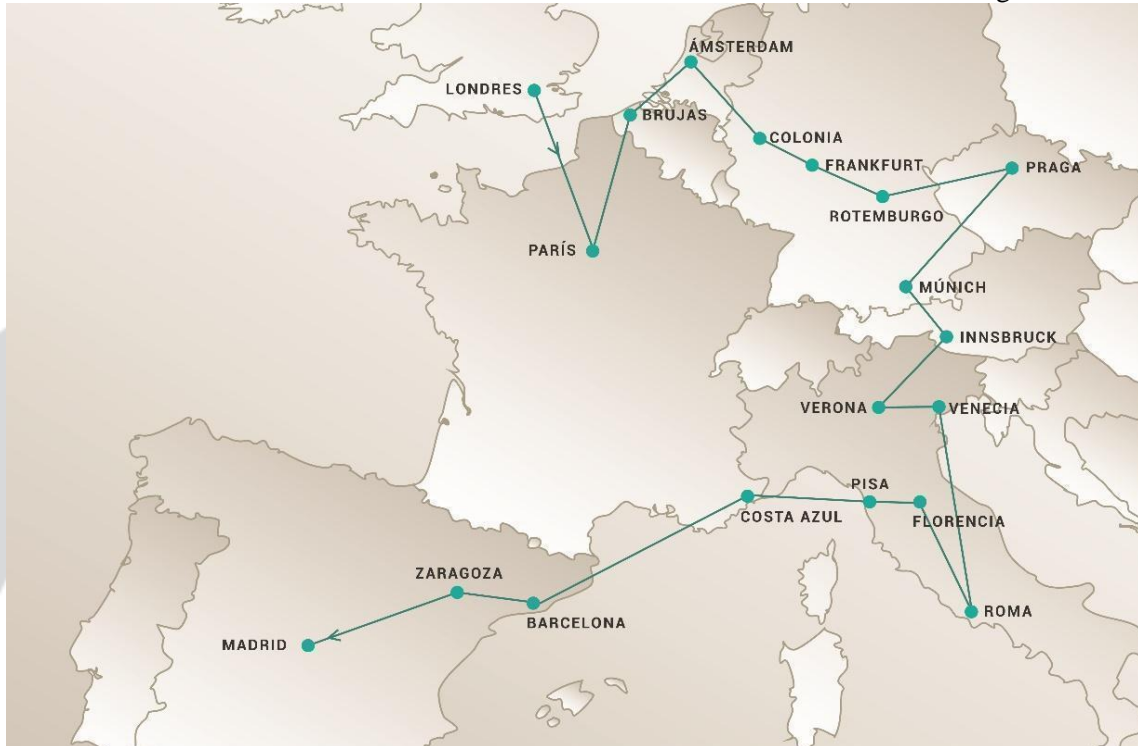 ÁMSTERDAM
LONDRES
BRUJAS
COLONIA
FRANKFURT
PRAGA
ROTEMBURGO
PARÍS
MÚNICH
INNSBRUCK
VERONA
VENECIA
PISA
COSTA AZUL
FLORENCIA
ZARAGOZA
BARCELONA
ROMA
MADRID